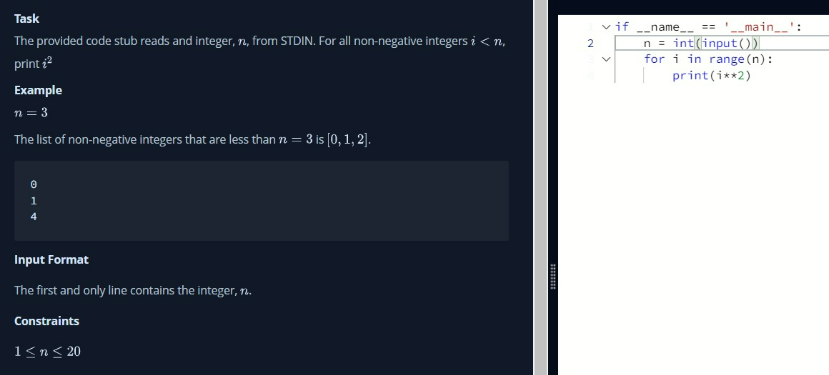 Task
The provided code stub reads and integer, n, from STDIN. For all non-negative integers i < n,
print i²
Example
n = 3
The list of non-negative integers that are less than n = 3 is [0, 1, 2].
0
1
4
Input Format
The first and only line contains the integer, n.
Constraints
1 ≤ n ≤ 20
if __name__ == '__main__':
2 n = int(input())
for i in range(n):
print(i**2)